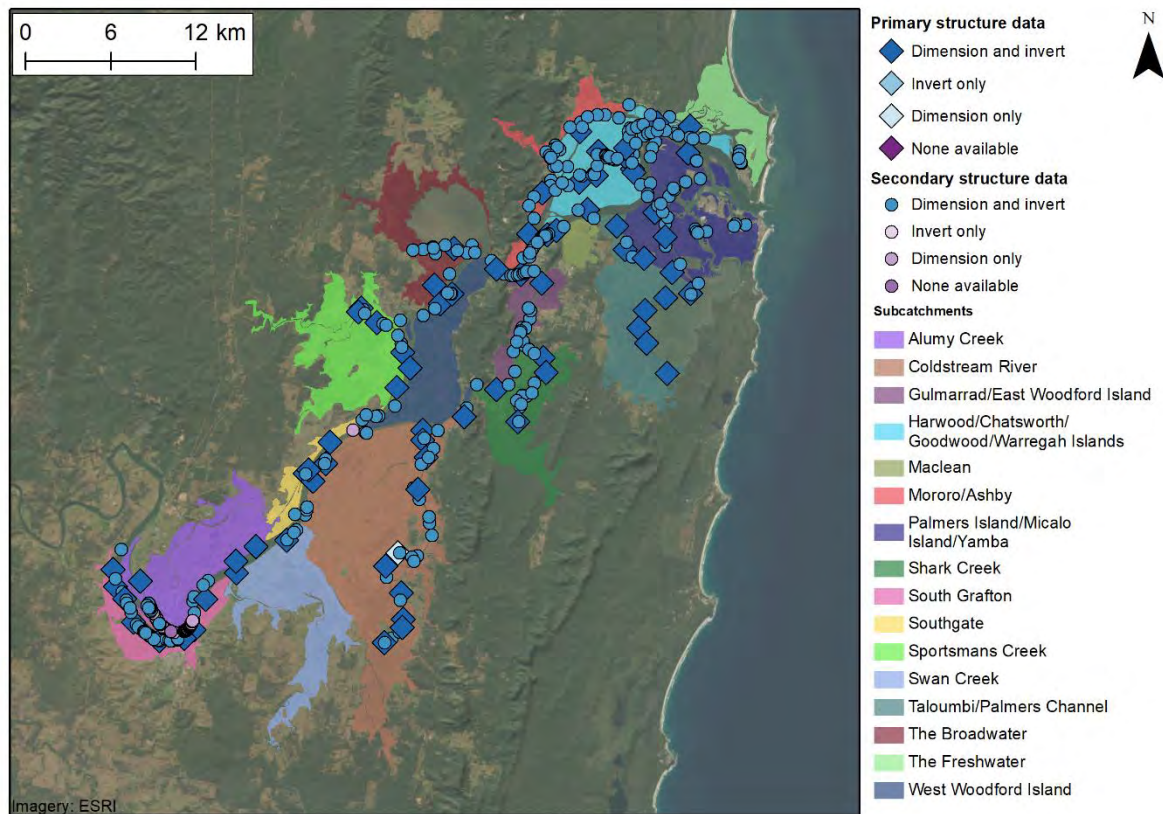 0 6 12 km
Imagery: ESRI
N
Primary structure data
Dimension and invert
Invert only
Dimension only
None available
Secondary structure data
Dimension and invert
Invert only
Dimension only
None available
Subcatchments
Alumy Creek
Coldstream River
Gulmarrad/East Woodford Island
Harwood/Chatsworth/
Goodwood/Warregah Islands
Maclean
Mororo/Ashby
Palmers Island/Micalo
Island/Yamba
Shark Creek
South Grafton
Southgate
Sportsmans Creek
Swan Creek
Taloumbi/Palmers Channel
The Broadwater
The Freshwater
West Woodford Island